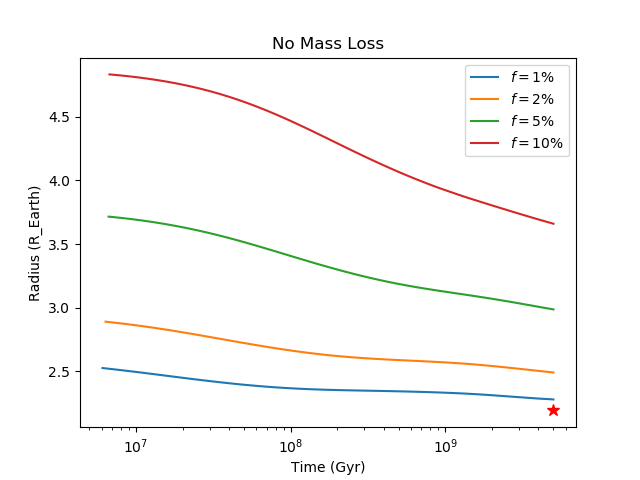 No Mass Loss
f = 1%
f = 2%
f = 5%
f = 10%
4.5
4.0
3.5
3.0
2.5
Radius (R_Earth)
10^7
10^8
10^9
Time (Gyr)